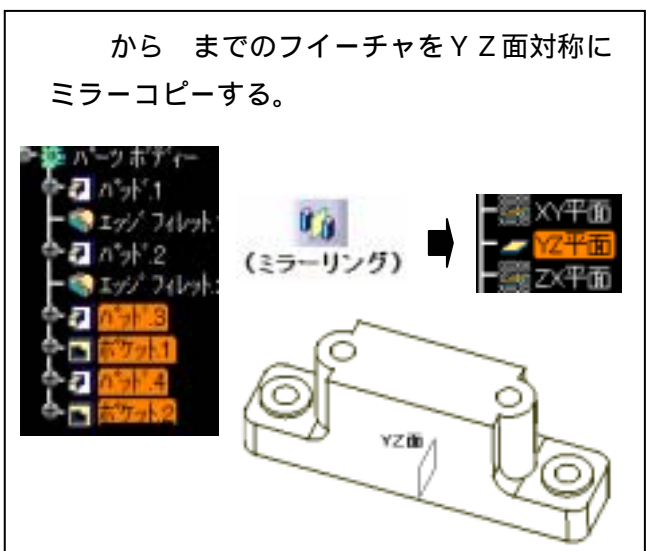 から　までのフイーチャをＹＺ面対称に
ミラーコピーする。
パーツ ボディー
パッド.1
エッジ フィレット.
パッド.2
エッジ フィレット.
パッド.3
ポケット.1
パッド.4
ポケット.2
(ミラーリング)
XY平面
YZ平面
ZX平面
YZ面